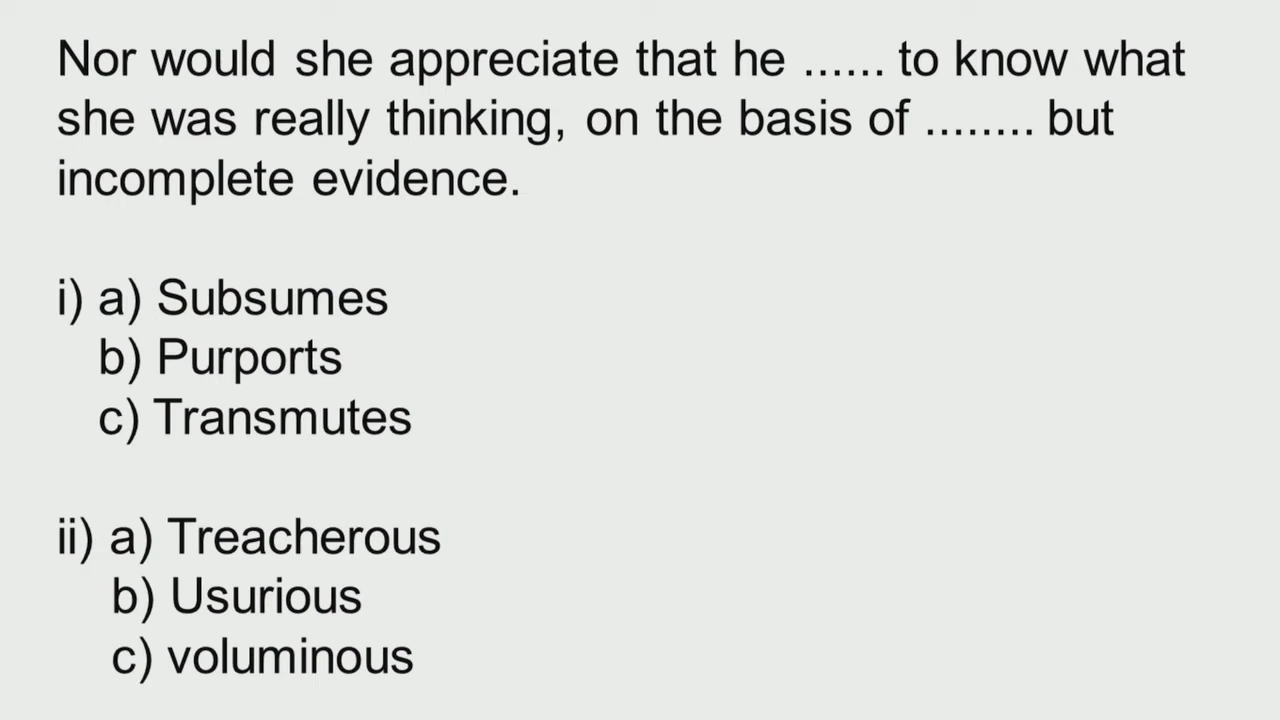 Nor would she appreciate that he ...... to know what
she was really thinking, on the basis of ........ but
incomplete evidence.
i) a) Subsumes
b) Purports
c) Transmutes
ii) a) Treacherous
b) Usurious
c) voluminous